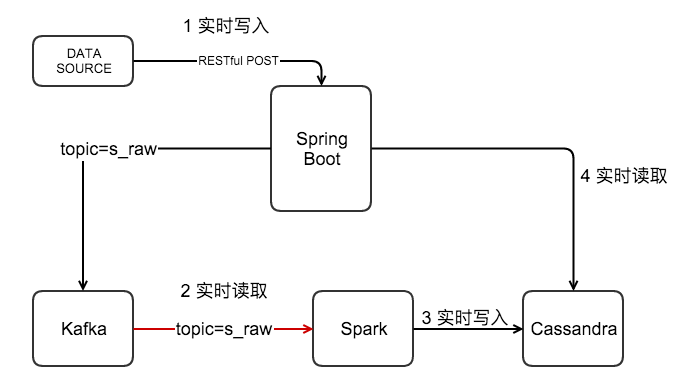 1 实时写入
DATA
SOURCE
RESTful POST
Spring
Boot
topic=s_raw
4 实时读取
2 实时读取
Kafka
topic=s_raw
Spark
3 实时写入
Cassandra